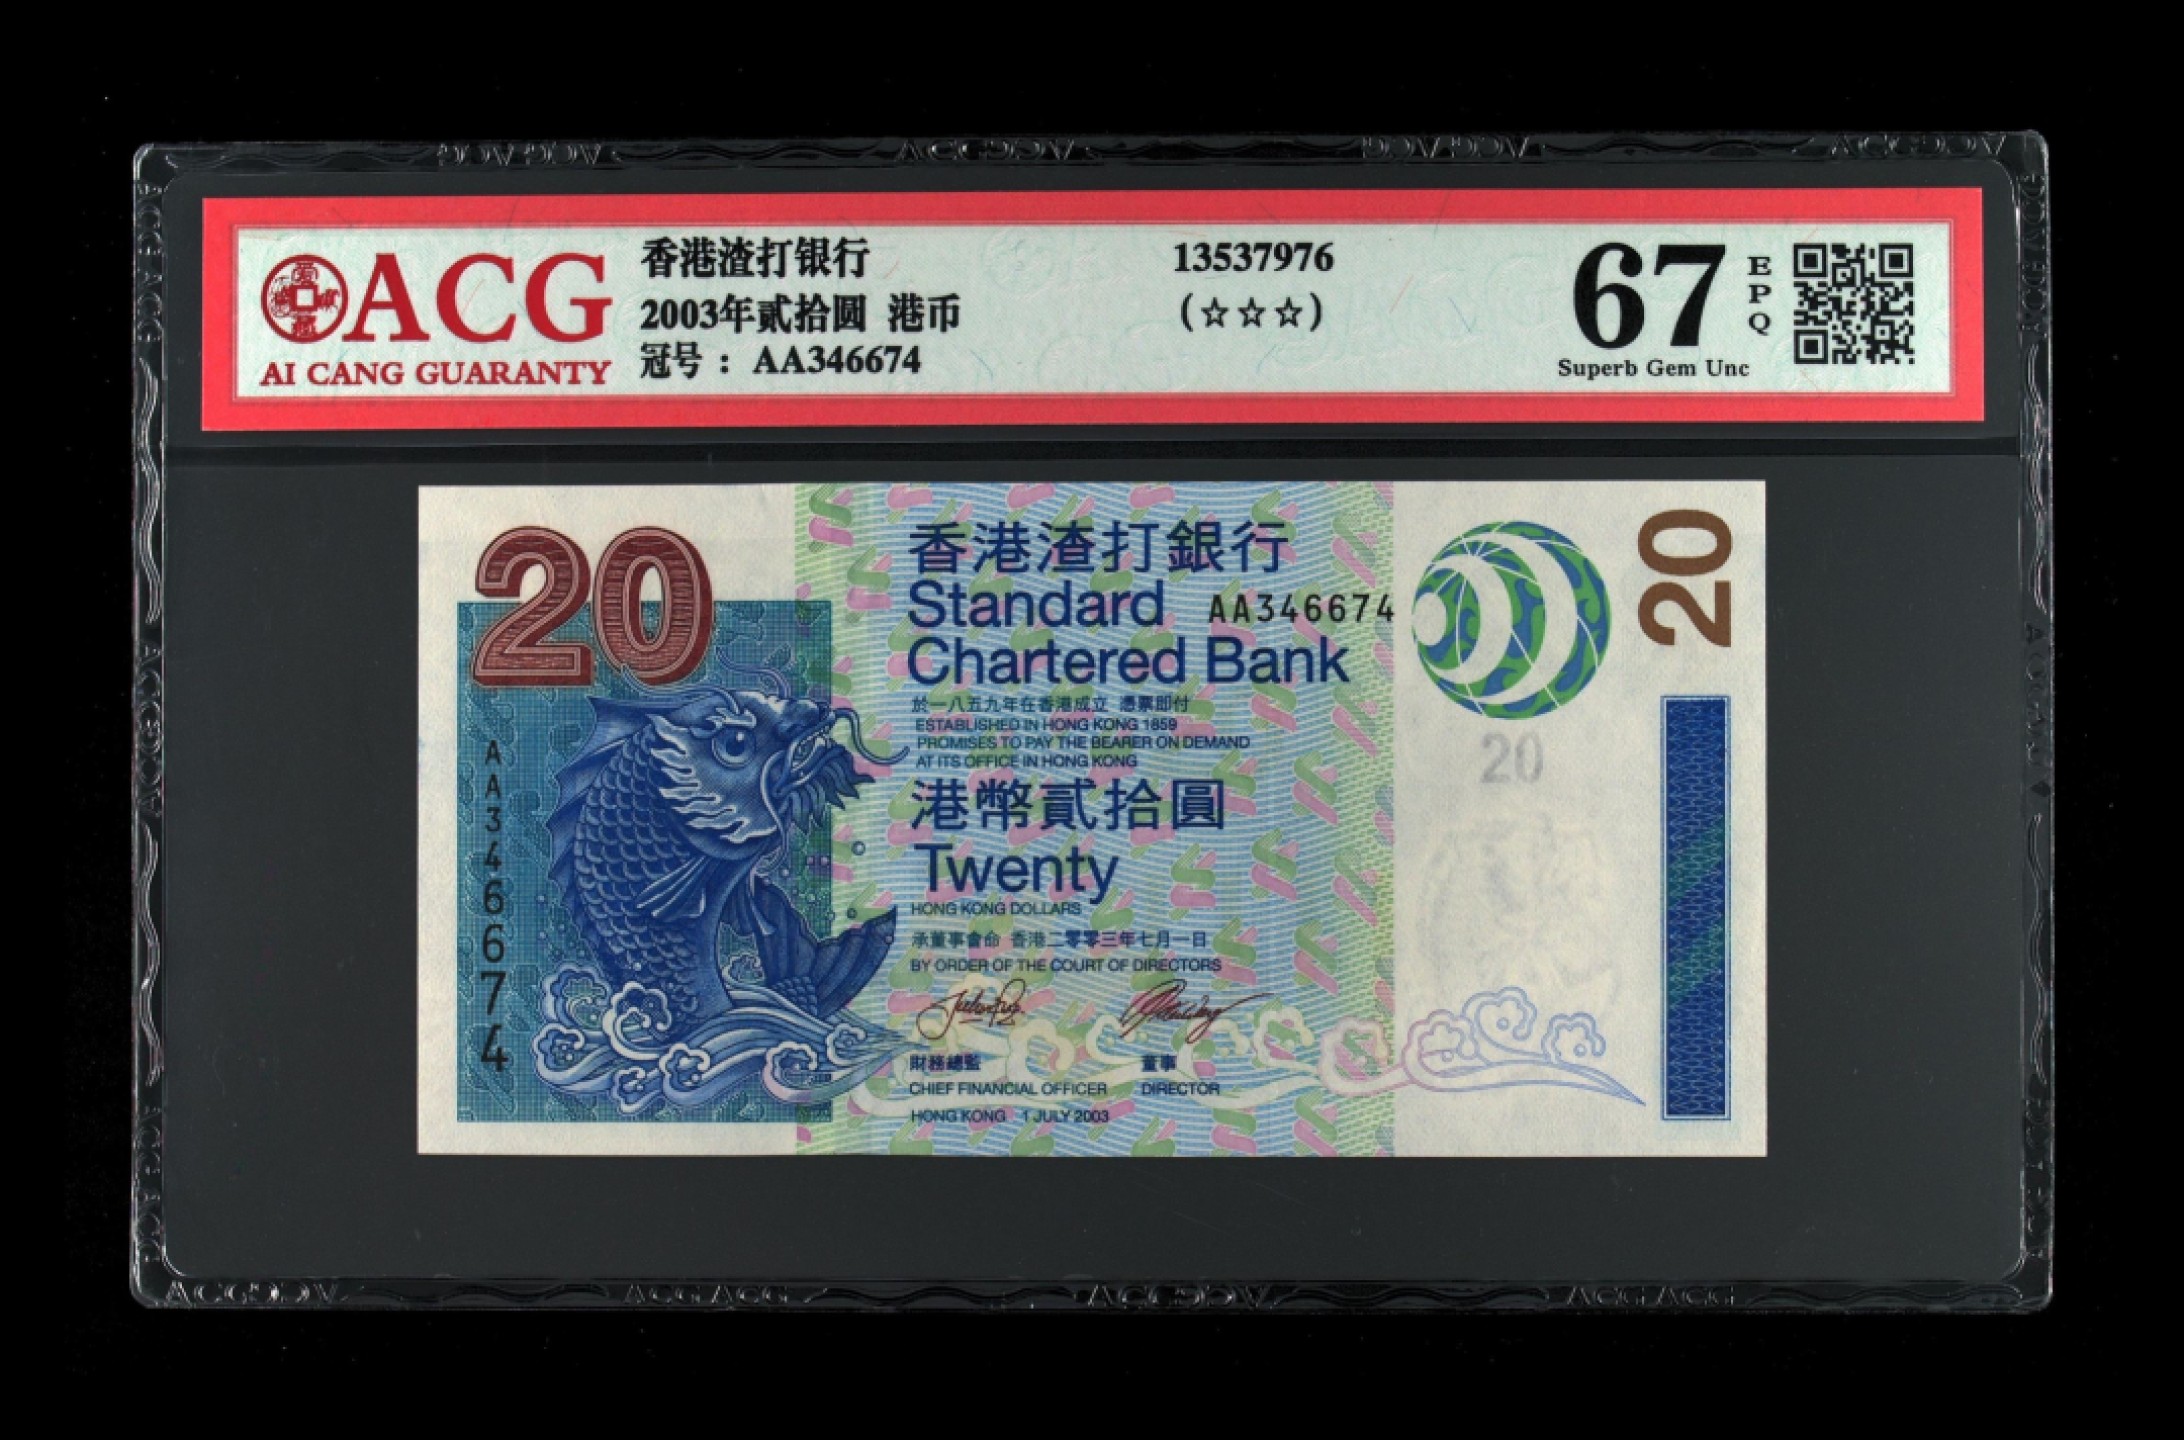 ACG
AI CANG GUARANTY
香港渣打银行
2003年贰拾圆 港币
冠号：AA346674
13537976
(☆☆☆)
67
EPQ
Superb Gem Unc
20
香港渣打銀行
Standard
AA346674
Chartered Bank
於一八五九年在香港成立 憑票即付
ESTABLISHED IN HONG KONG 1859
PROMISES TO PAY THE BEARER ON DEMAND
AT ITS OFFICE IN HONG KONG
港幣貳拾圓
Twenty
HONG KONG DOLLARS
承董事會命 香港二零零三年七月一日
BY ORDER OF THE COURT OF DIRECTORS
財務總監 董事
CHIEF FINANCIAL OFFICER DIRECTOR
HONG KONG 1 JULY 2003
AA346674
20
20